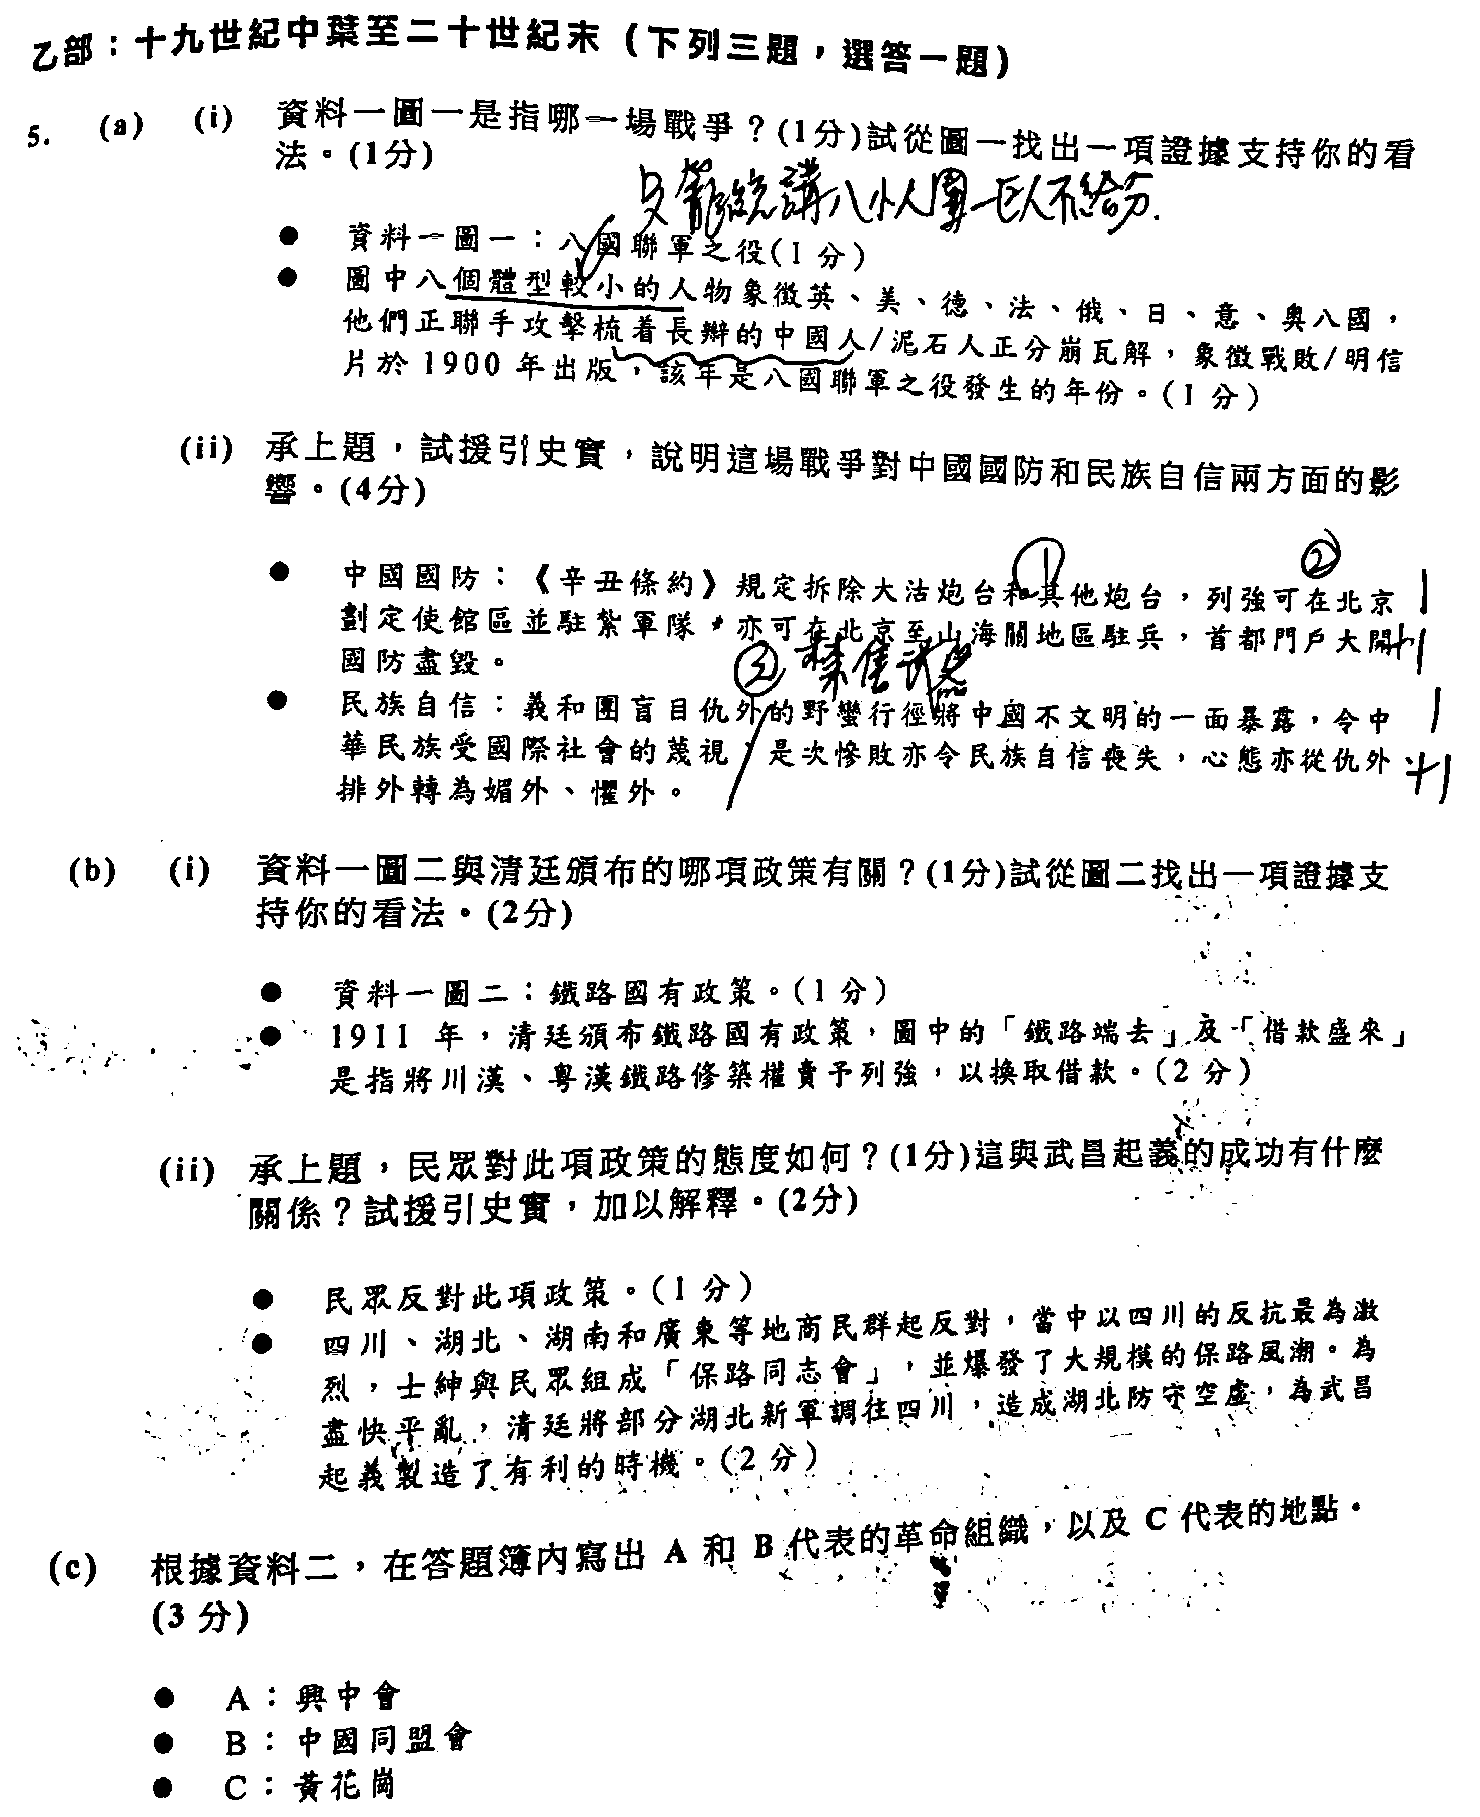 乙部：十九世紀中葉至二十世紀末 (下列三題，選答一題)
5. (a) (i) 資料一圖一是指哪一場戰爭？(1分)試從圖一找出一項證據支持你的看
法。(1分)
只籠統講八小人圍一巨人不給分.
● 資料一圖一：八國聯軍之役(1 分)
● 圖中八個體型較小的人物象徵英、美、德、法、俄、日、意、奧八國，
他們正聯手攻擊梳着長辮的中國人/泥石人正分崩瓦解，象徵戰敗/明信
片於 1900 年出版，該年是八國聯軍之役發生的年份。(1 分)
(ii) 承上題，試援引史實，說明這場戰爭對中國國防和民族自信兩方面的影
響。(4分)
① ②
● 中國國防：《辛丑條約》規定拆除大沽炮台和其他炮台，列強可在北京 1
劃定使館區並駐紮軍隊，亦可在北京至山海關地區駐兵，首都門戶大開 +1
國防盡毀。 ③ 禁售武器
● 民族自信：義和團盲目仇外的野蠻行徑將中國不文明的一面暴露，令中 1
華民族受國際社會的蔑視，是次慘敗亦令民族自信喪失，心態亦從仇外、 +1
排外轉為媚外、懼外。
(b) (i) 資料一圖二與清廷頒布的哪項政策有關？(1分)試從圖二找出一項證據支
持你的看法。(2分)
● 資料一圖二：鐵路國有政策。(1 分)
● 1911 年，清廷頒布鐵路國有政策，圖中的「鐵路端去」及「借款盛來」
是指將川漢、粵漢鐵路修築權賣予列強，以換取借款。(2 分)
(ii) 承上題，民眾對此項政策的態度如何？(1分)這與武昌起義的成功有什麼
關係？試援引史實，加以解釋。(2分)
● 民眾反對此項政策。(1 分)
● 四川、湖北、湖南和廣東等地商民群起反對，當中以四川的反抗最為激
烈，士紳與民眾組成「保路同志會」，並爆發了大規模的保路風潮。為
盡快平亂，清廷將部分湖北新軍調往四川，造成湖北防守空虛，為武昌
起義製造了有利的時機。(2 分)
(c) 根據資料二，在答題簿內寫出 A 和 B 代表的革命組織，以及 C 代表的地點。
(3 分)
● A：興中會
● B：中國同盟會
● C：黃花崗